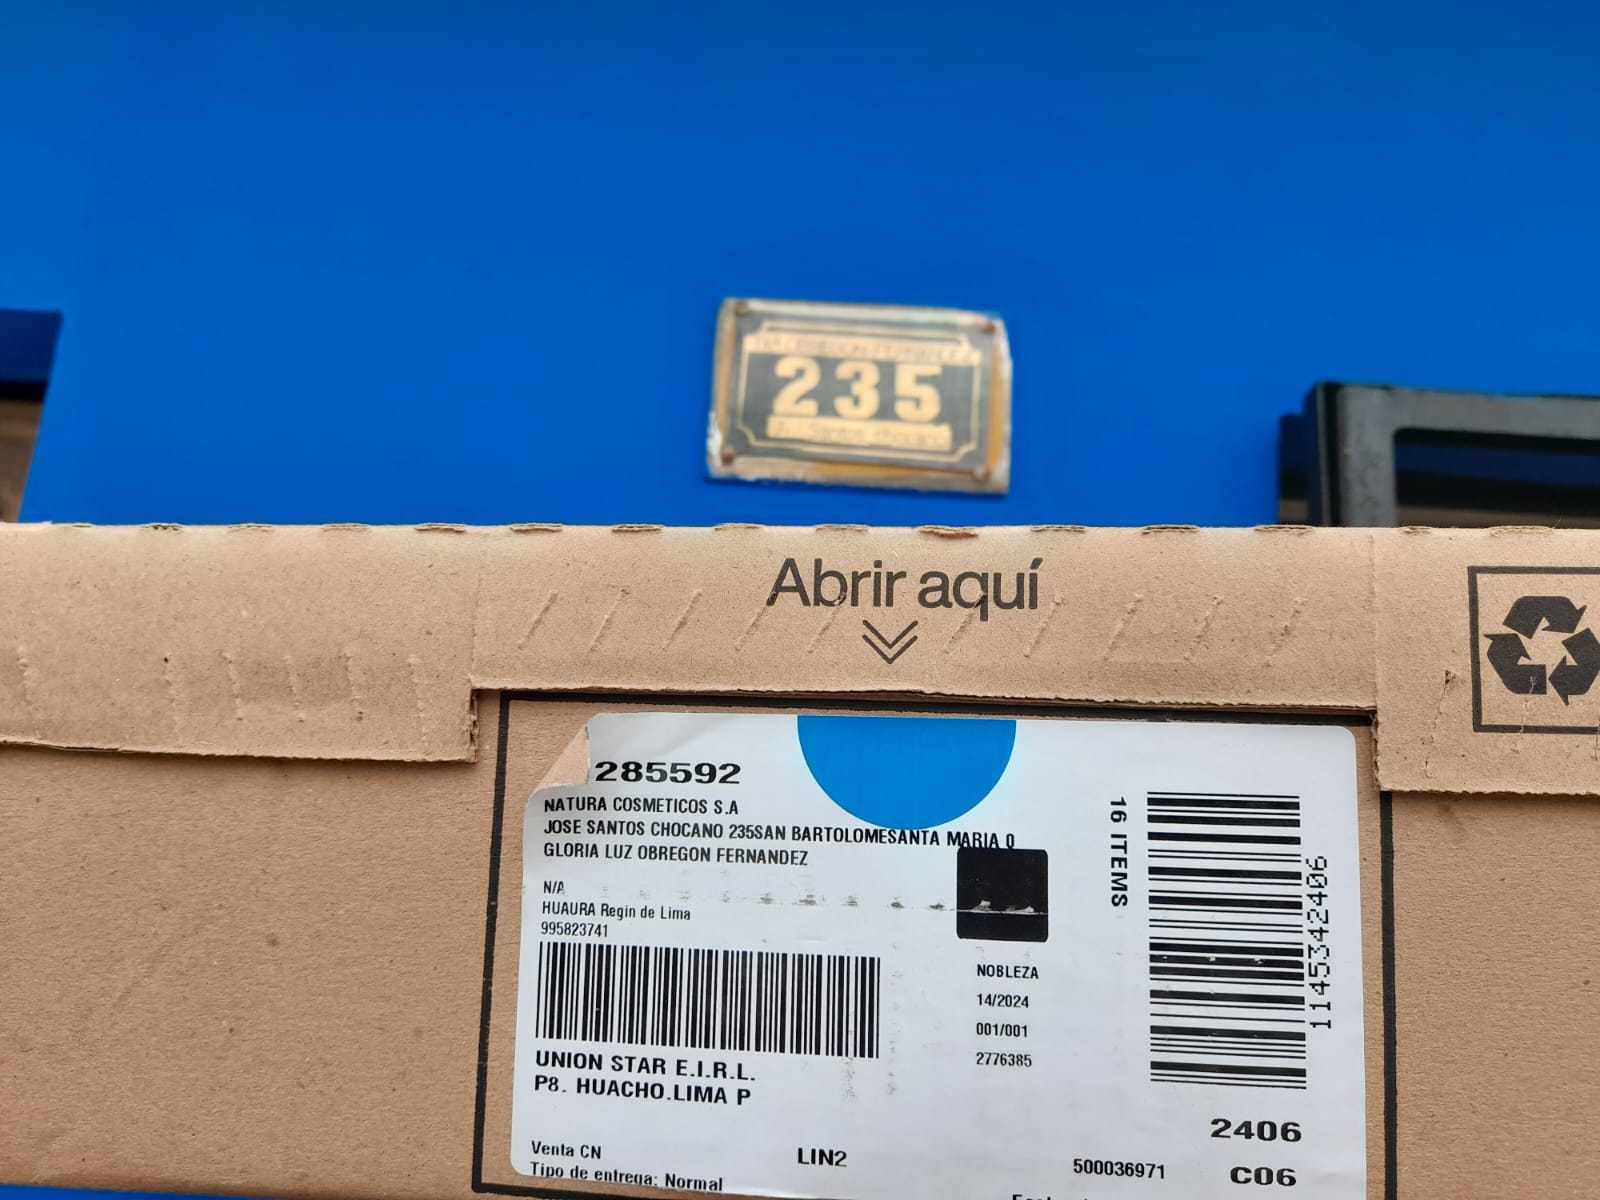 235
Abrir aquí
285592
NATURA COSMETICOS S.A
JOSE SANTOS CHOCANO 235SAN BARTOLOMESANTA MARIA Q
GLORIA LUZ OBREGON FERNANDEZ
N/A
HUAURA Regin de Lima
995823741
UNION STAR E.I.R.L.
P8. HUACHO.LIMA P
NOBLEZA
14/2024
001/001
2776385
16 ITEMS
1145342406
2406
C06
Venta CN
LIN2
500036971
Tipo de entrega: Normal